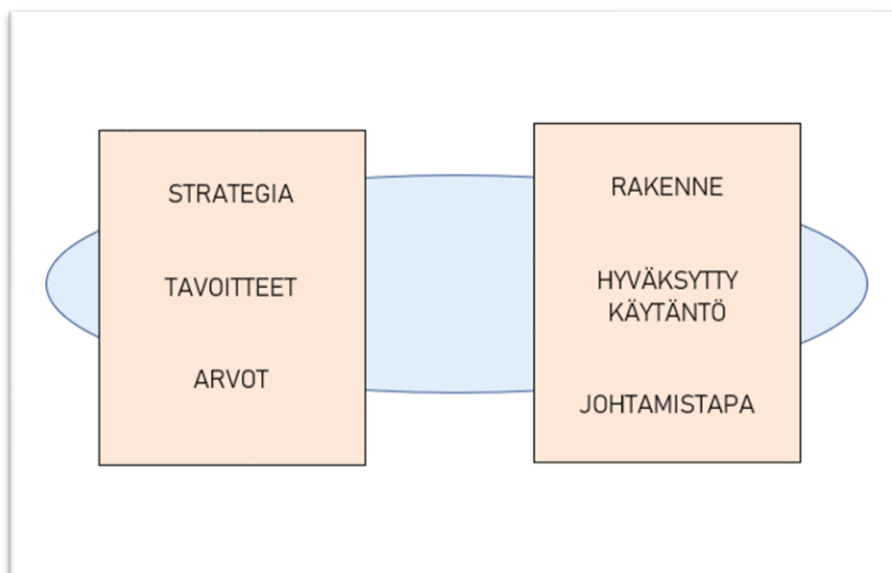 STRATEGIA
TAVOITTEET
ARVOT
RAKENNE
HYVÄKSYTTY
KÄYTÄNTÖ
JOHTAMISTAPA